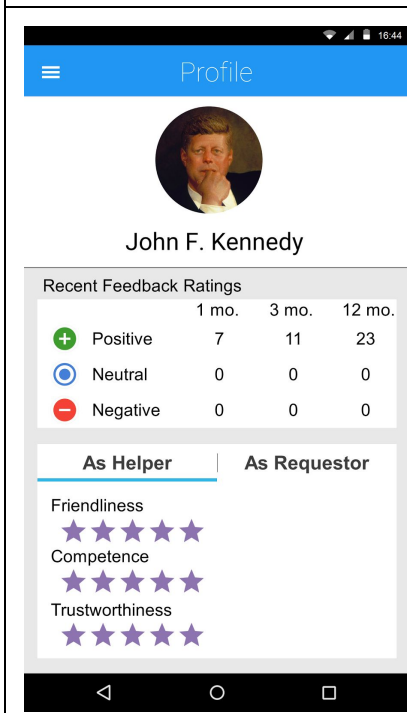 16:44
Profile
John F. Kennedy
Recent Feedback Ratings
1 mo. 3 mo. 12 mo.
Positive 7 11 23
Neutral 0 0 0
Negative 0 0 0
As Helper As Requestor
Friendliness
Competence
Trustworthiness